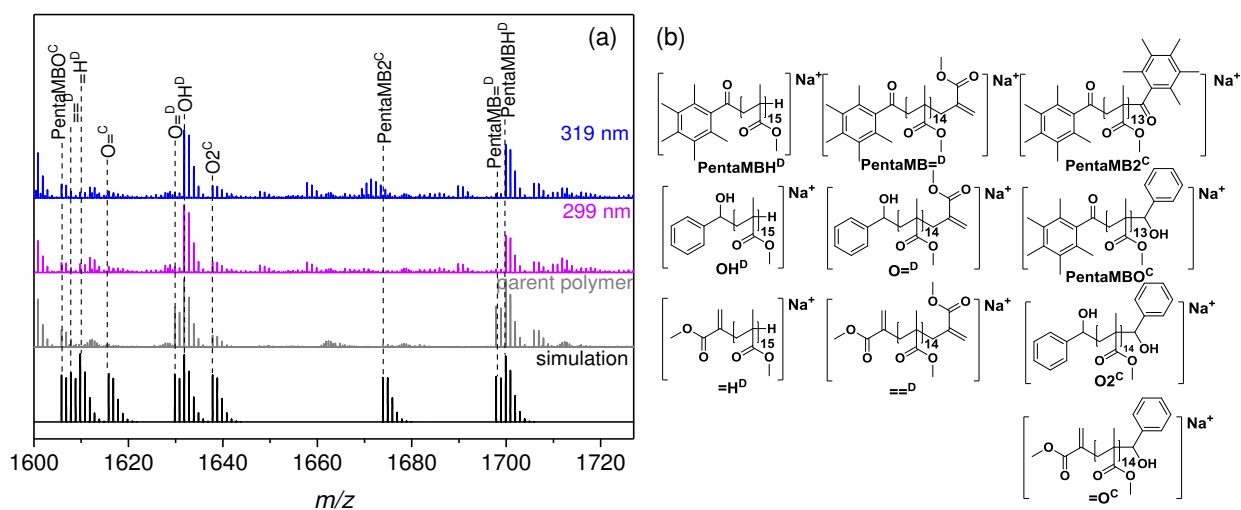 (a)
PentaMBO^C
==^D
=H^D
O=^C
O=^D
OH^D
O2^C
PentaMB2^C
PentaMB=^D
PentaMBH^D
319 nm
299 nm
parent polymer
simulation
1600 1620 1640 1660 1680 1700 1720
m/z
(b)
O H 15 O O Na+
PentaMBH^D
O O O 14 O O Na+
PentaMB=^D
O 13 O O O Na+
PentaMB2^C
OH H 15 O O Na+
OH^D
OH O O 14 O O Na+
O=^D
O 13 OH O O Na+
PentaMBO^C
O O H 15 O O Na+
=H^D
O O O O 14 O O Na+
==^D
OH 14 OH O O Na+
O2^C
O O 14 OH O O Na+
=O^C